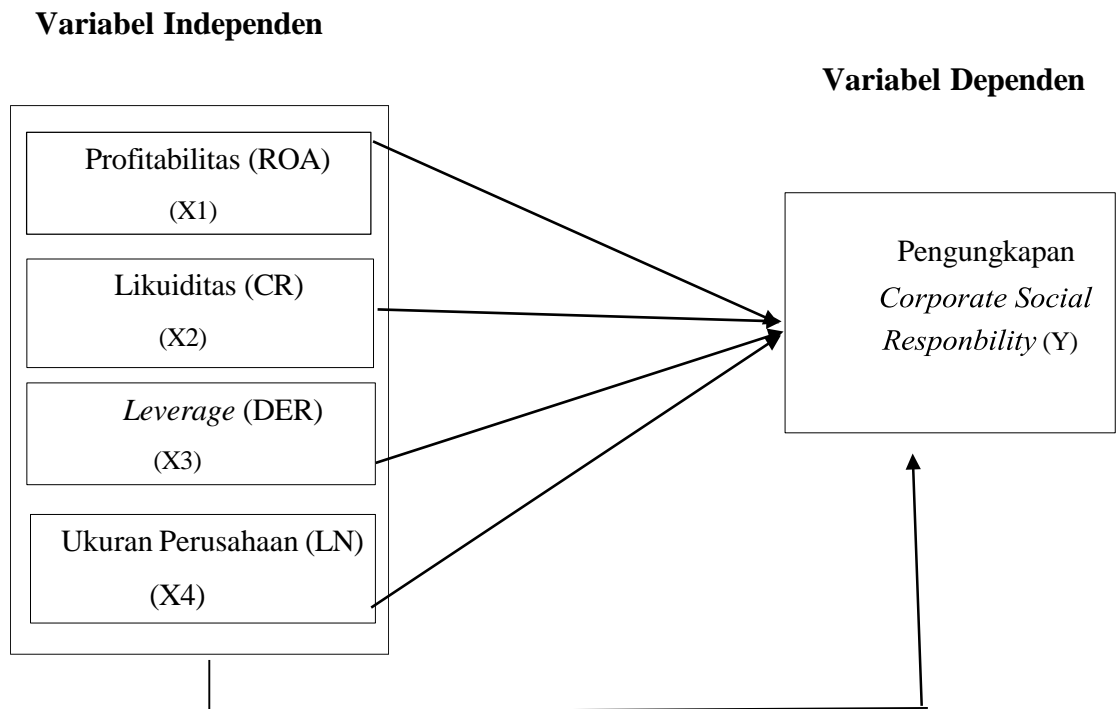 Variabel Independen
Variabel Dependen
Profitabilitas (ROA)
(X1)
Likuiditas (CR)
(X2)
Leverage (DER)
(X3)
Ukuran Perusahaan (LN)
(X4)
Pengungkapan
Corporate Social
Responbility (Y)